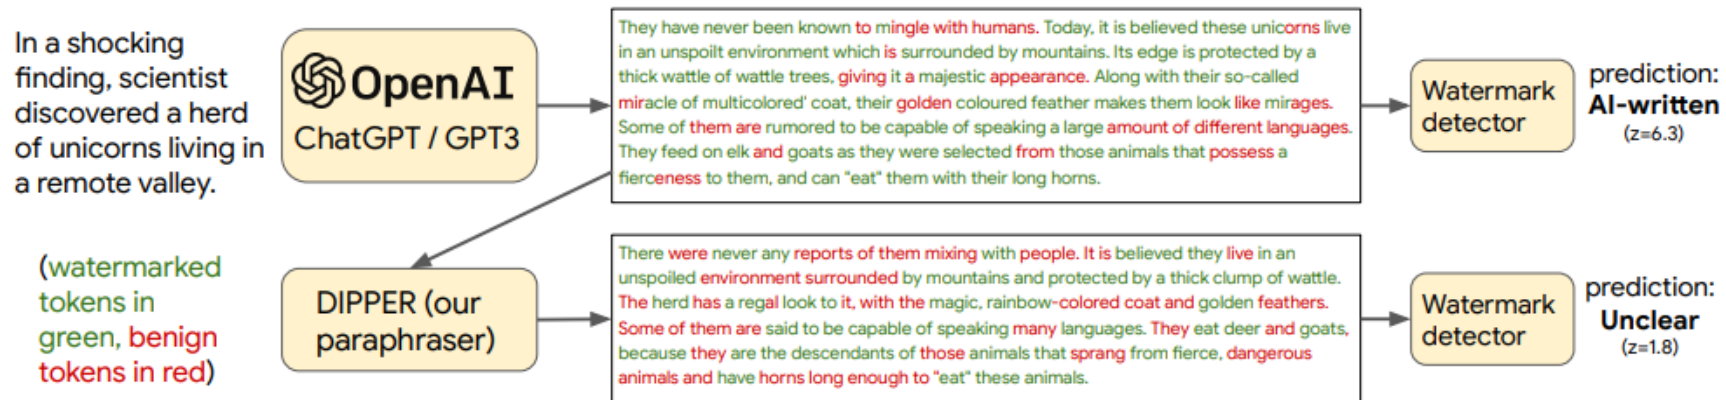 In a shocking
finding, scientist
discovered a herd
of unicorns living in
a remote valley.
OpenAI
ChatGPT / GPT3
They have never been known to mingle with humans. Today, it is believed these unicorns live
in an unspoilt environment which is surrounded by mountains. Its edge is protected by a
thick wattle of wattle trees, giving it a majestic appearance. Along with their so-called
miracle of multicolored' coat, their golden coloured feather makes them look like mirages.
Some of them are rumored to be capable of speaking a large amount of different languages.
They feed on elk and goats as they were selected from those animals that possess a
fierceness to them, and can "eat" them with their long horns.
Watermark
detector
prediction:
AI-written
(z=6.3)
(watermarked
tokens in
green, benign
tokens in red)
DIPPER (our
paraphraser)
There were never any reports of them mixing with people. It is believed they live in an
unspoiled environment surrounded by mountains and protected by a thick clump of wattle.
The herd has a regal look to it, with the magic, rainbow-colored coat and golden feathers.
Some of them are said to be capable of speaking many languages. They eat deer and goats,
because they are the descendants of those animals that sprang from fierce, dangerous
animals and have horns long enough to "eat" these animals.
Watermark
detector
prediction:
Unclear
(z=1.8)